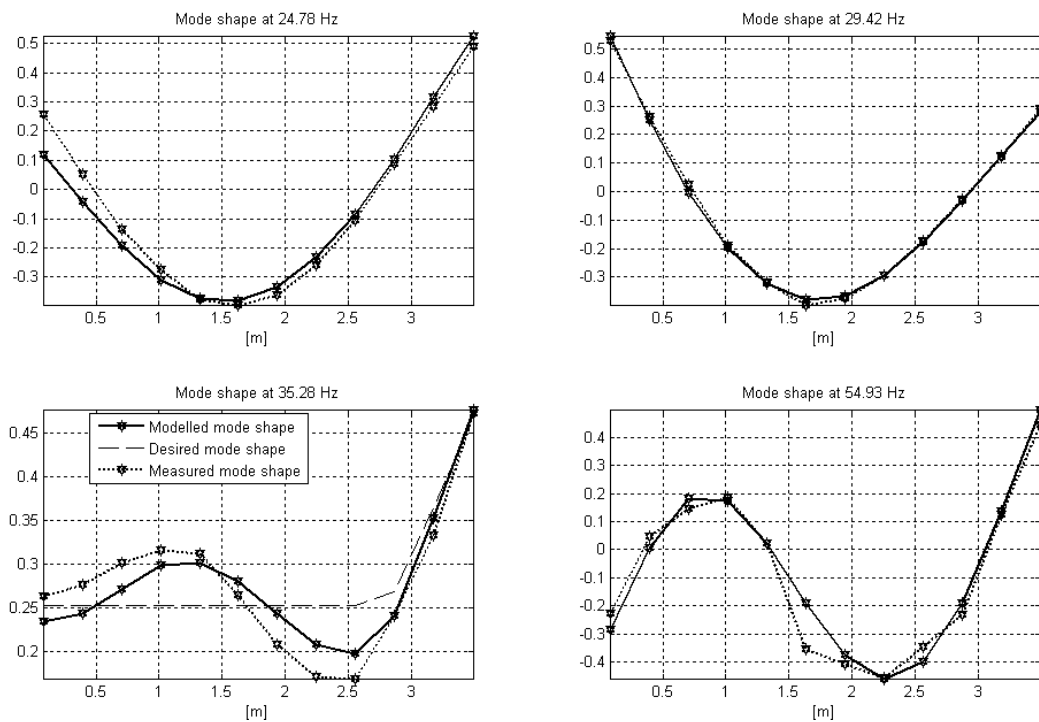 Mode shape at 24.78 Hz
0.5
0.4
0.3
0.2
0.1
0
-0.1
-0.2
-0.3
0.5 1 1.5 2 2.5 3
[m]
Mode shape at 29.42 Hz
0.5
0.4
0.3
0.2
0.1
0
-0.1
-0.2
-0.3
0.5 1 1.5 2 2.5 3
[m]
Mode shape at 35.28 Hz
Modelled mode shape
Desired mode shape
Measured mode shape
0.45
0.4
0.35
0.3
0.25
0.2
0.5 1 1.5 2 2.5 3
[m]
Mode shape at 54.93 Hz
0.5
0.4
0.3
0.2
0.1
0
-0.1
-0.2
-0.3
-0.4
0.5 1 1.5 2 2.5 3
[m]